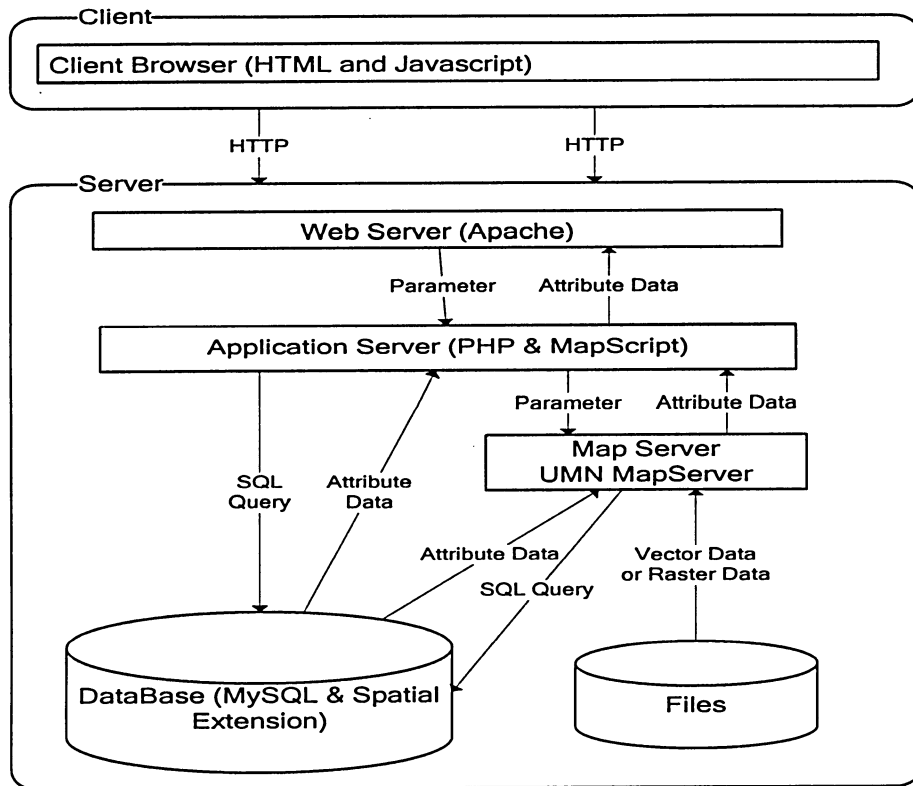 Client
Client Browser (HTML and Javascript)
HTTP
HTTP
Server
Web Server (Apache)
Parameter
Attribute Data
Application Server (PHP & MapScript)
Parameter
Attribute Data
Map Server
UMN MapServer
SQL
Query
Attribute
Data
Attribute Data
SQL Query
Vector Data
or Raster Data
DataBase (MySQL & Spatial
Extension)
Files